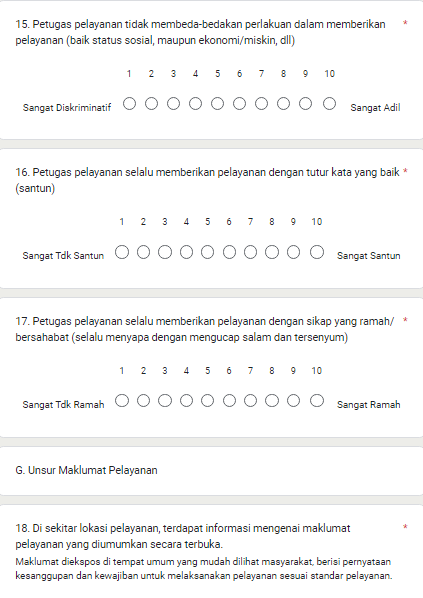 15. Petugas pelayanan tidak membeda-bedakan perlakuan dalam memberikan *
pelayanan (baik status sosial, maupun ekonomi/miskin, dll)
1 2 3 4 5 6 7 8 9 10
Sangat Diskriminatif Sangat Adil
16. Petugas pelayanan selalu memberikan pelayanan dengan tutur kata yang baik *
(santun)
1 2 3 4 5 6 7 8 9 10
Sangat Tdk Santun Sangat Santun
17. Petugas pelayanan selalu memberikan pelayanan dengan sikap yang ramah/ *
bersahabat (selalu menyapa dengan mengucap salam dan tersenyum)
1 2 3 4 5 6 7 8 9 10
Sangat Tdk Ramah Sangat Ramah
G. Unsur Maklumat Pelayanan
18. Di sekitar lokasi pelayanan, terdapat informasi mengenai maklumat *
pelayanan yang diumumkan secara terbuka.
Maklumat diekspos di tempat umum yang mudah dilihat masyarakat, berisi pernyataan
kesanggupan dan kewajiban untuk melaksanakan pelayanan sesuai standar pelayanan.